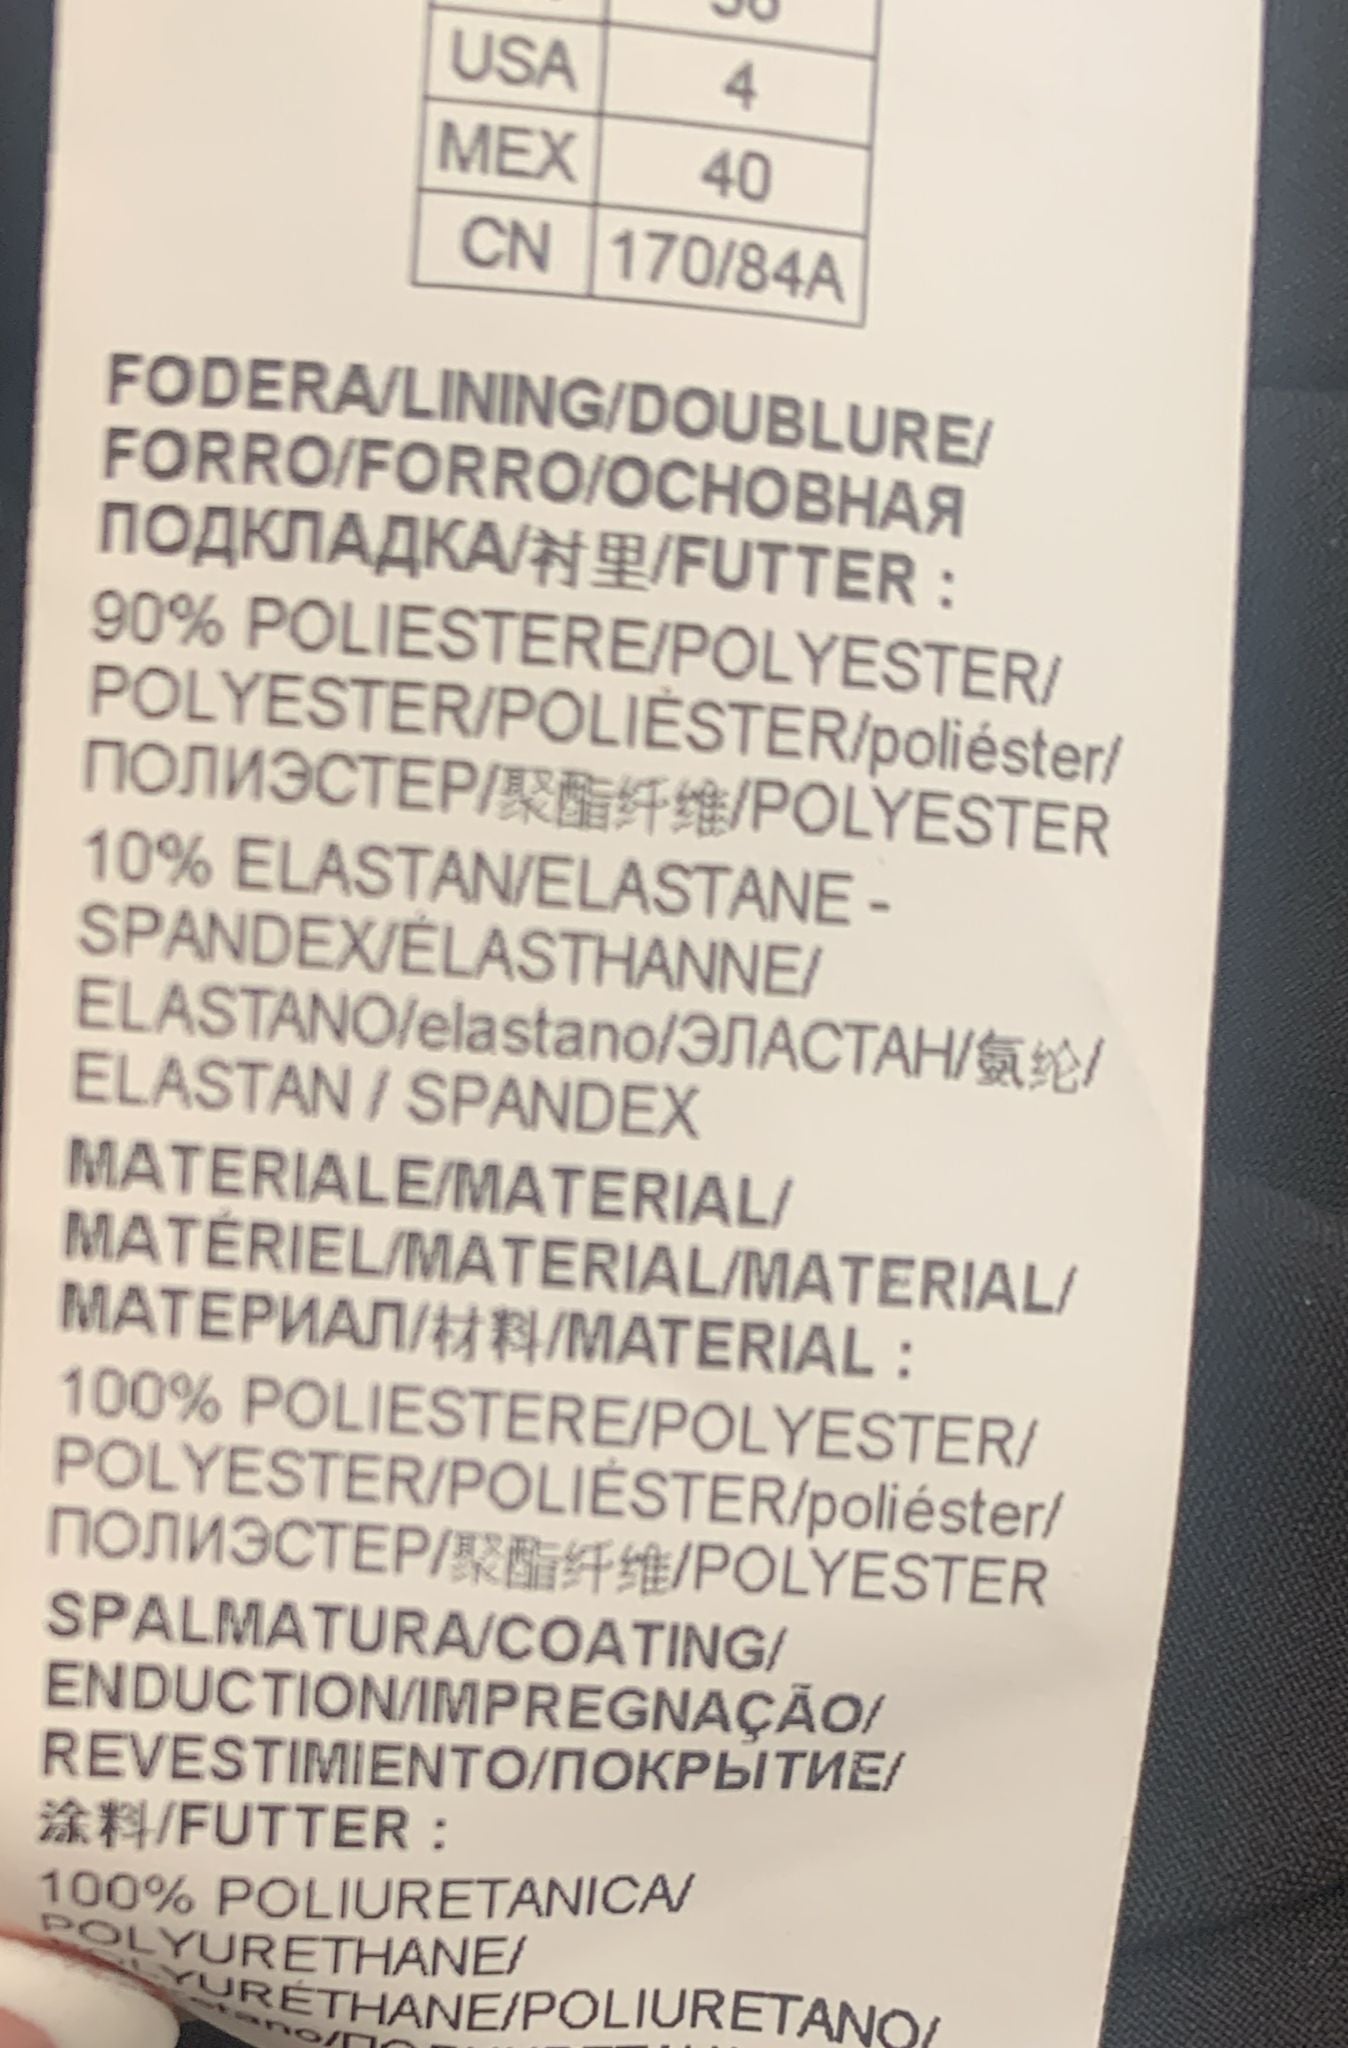 36
USA 4
MEX 40
CN 170/84A
FODERA/LINING/DOUBLURE/
FORRO/FORRO/ОСНОВНАЯ
ПОДКЛАДКА/衬里/FUTTER :
90% POLIESTERE/POLYESTER/
POLYESTER/POLIÉSTER/poliéster/
ПОЛИЭСТЕР/聚酯纤维/POLYESTER
10% ELASTAN/ELASTANE -
SPANDEX/ÉLASTHANNE/
ELASTANO/elastano/ЭЛАСТАН/氨纶/
ELASTAN / SPANDEX
MATERIALE/MATERIAL/
MATÉRIEL/MATERIAL/MATERIAL/
МАТЕРИАЛ/材料/MATERIAL :
100% POLIESTERE/POLYESTER/
POLYESTER/POLIÉSTER/poliéster/
ПОЛИЭСТЕР/聚酯纤维/POLYESTER
SPALMATURA/COATING/
ENDUCTION/IMPREGNAÇÃO/
REVESTIMIENTO/ПОКРЫТИЕ/
涂料/FUTTER :
100% POLIURETANICA/
POLYURETHANE/
POLYURÉTHANE/POLIURETANO/